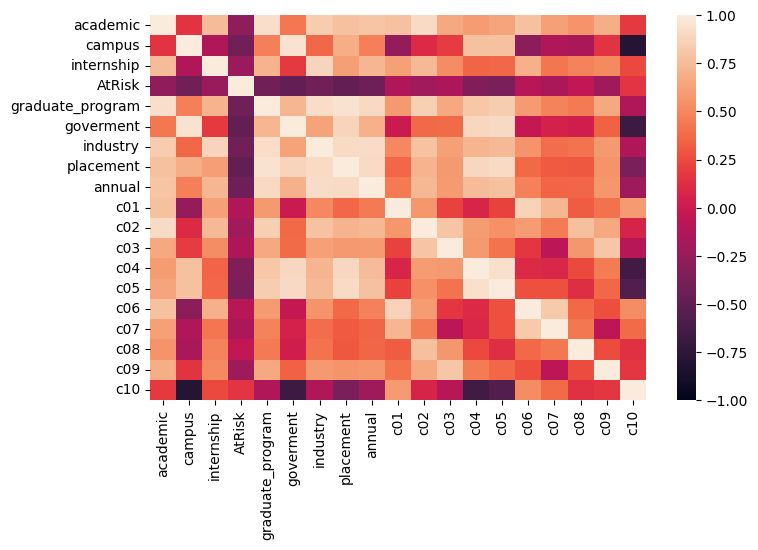 academic
campus
internship
AtRisk
graduate_program
goverment
industry
placement
annual
c01
c02
c03
c04
c05
c06
c07
c08
c09
c10
academic
campus
internship
AtRisk
graduate_program
goverment
industry
placement
annual
c01
c02
c03
c04
c05
c06
c07
c08
c09
c10
1.00
0.75
0.50
0.25
0.00
−0.25
−0.50
−0.75
−1.00